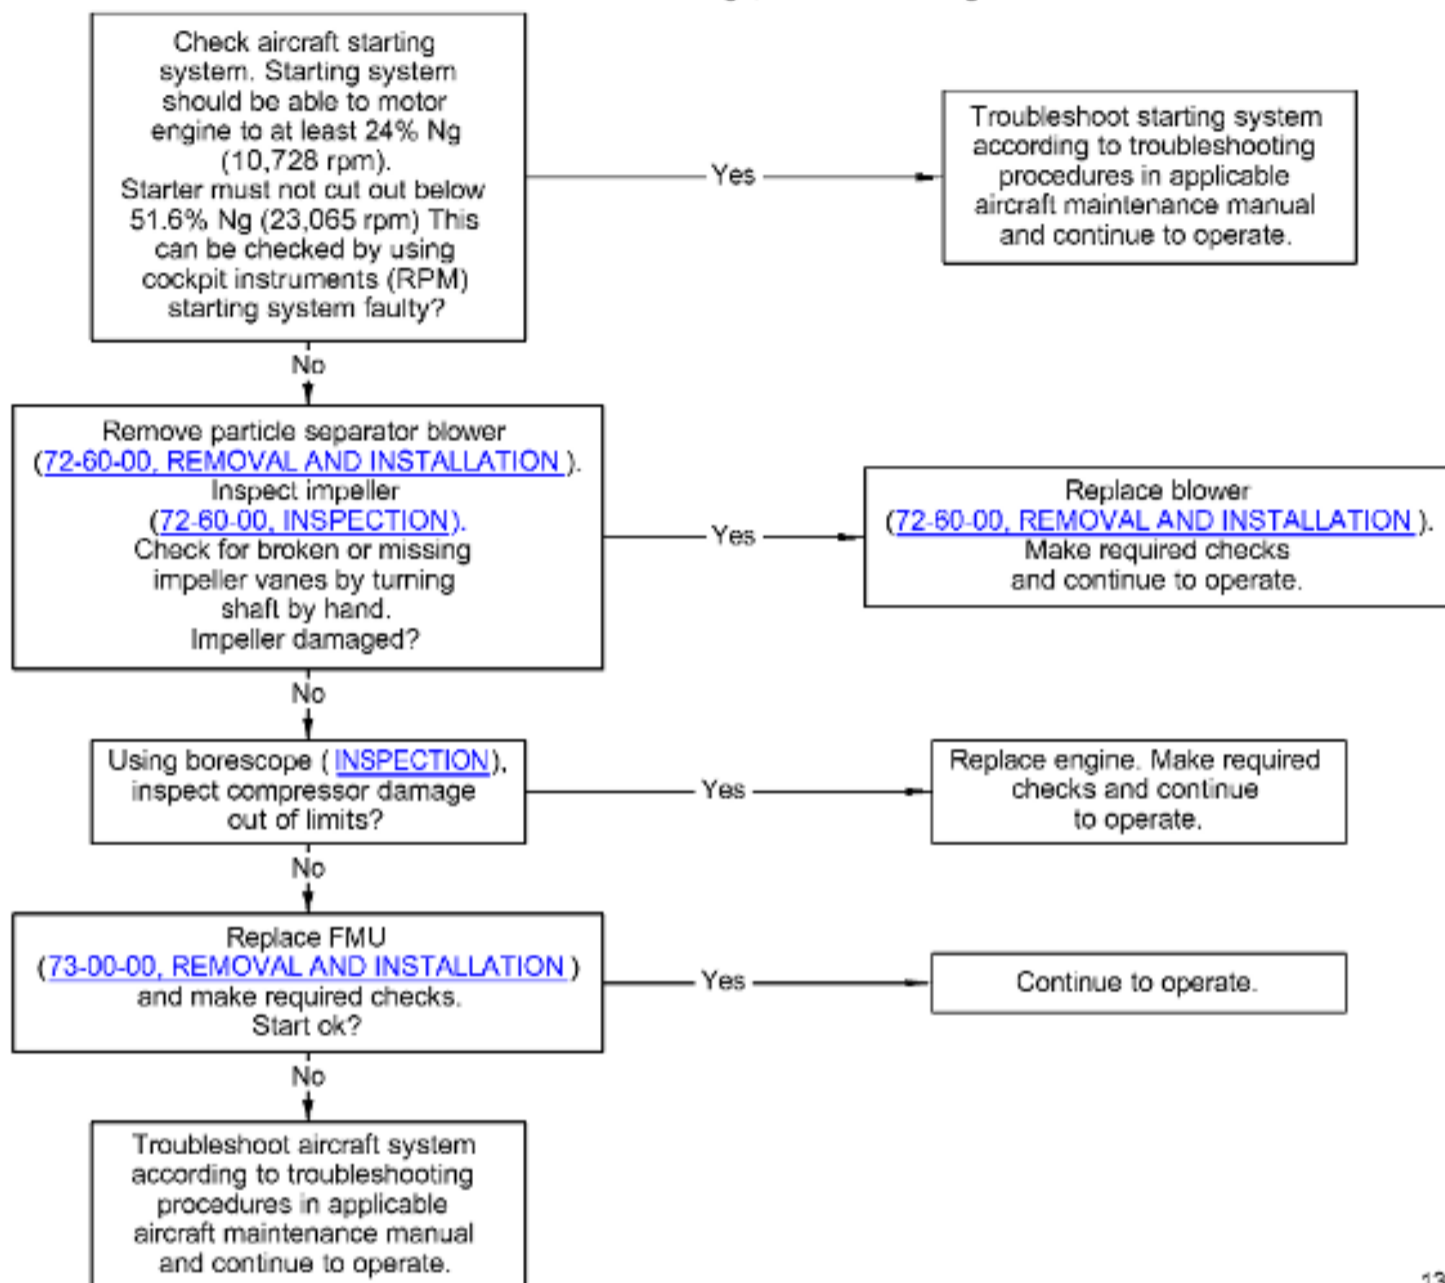 Check aircraft starting
system. Starting system
should be able to motor
engine to at least 24% Ng
(10,728 rpm).
Starter must not cut out below
51.6% Ng (23,065 rpm) This
can be checked by using
cockpit instruments (RPM)
starting system faulty?
Yes
Troubleshoot starting system
according to troubleshooting
procedures in applicable
aircraft maintenance manual
and continue to operate.
No
Remove particle separator blower
(72-60-00, REMOVAL AND INSTALLATION ).
Inspect impeller
(72-60-00, INSPECTION).
Check for broken or missing
impeller vanes by turning
shaft by hand.
Impeller damaged?
Yes
Replace blower
(72-60-00, REMOVAL AND INSTALLATION ).
Make required checks
and continue to operate.
No
Using borescope ( INSPECTION),
inspect compressor damage
out of limits?
Yes
Replace engine. Make required
checks and continue
to operate.
No
Replace FMU
(73-00-00, REMOVAL AND INSTALLATION )
and make required checks.
Start ok?
Yes
Continue to operate.
No
Troubleshoot aircraft system
according to troubleshooting
procedures in applicable
aircraft maintenance manual
and continue to operate.